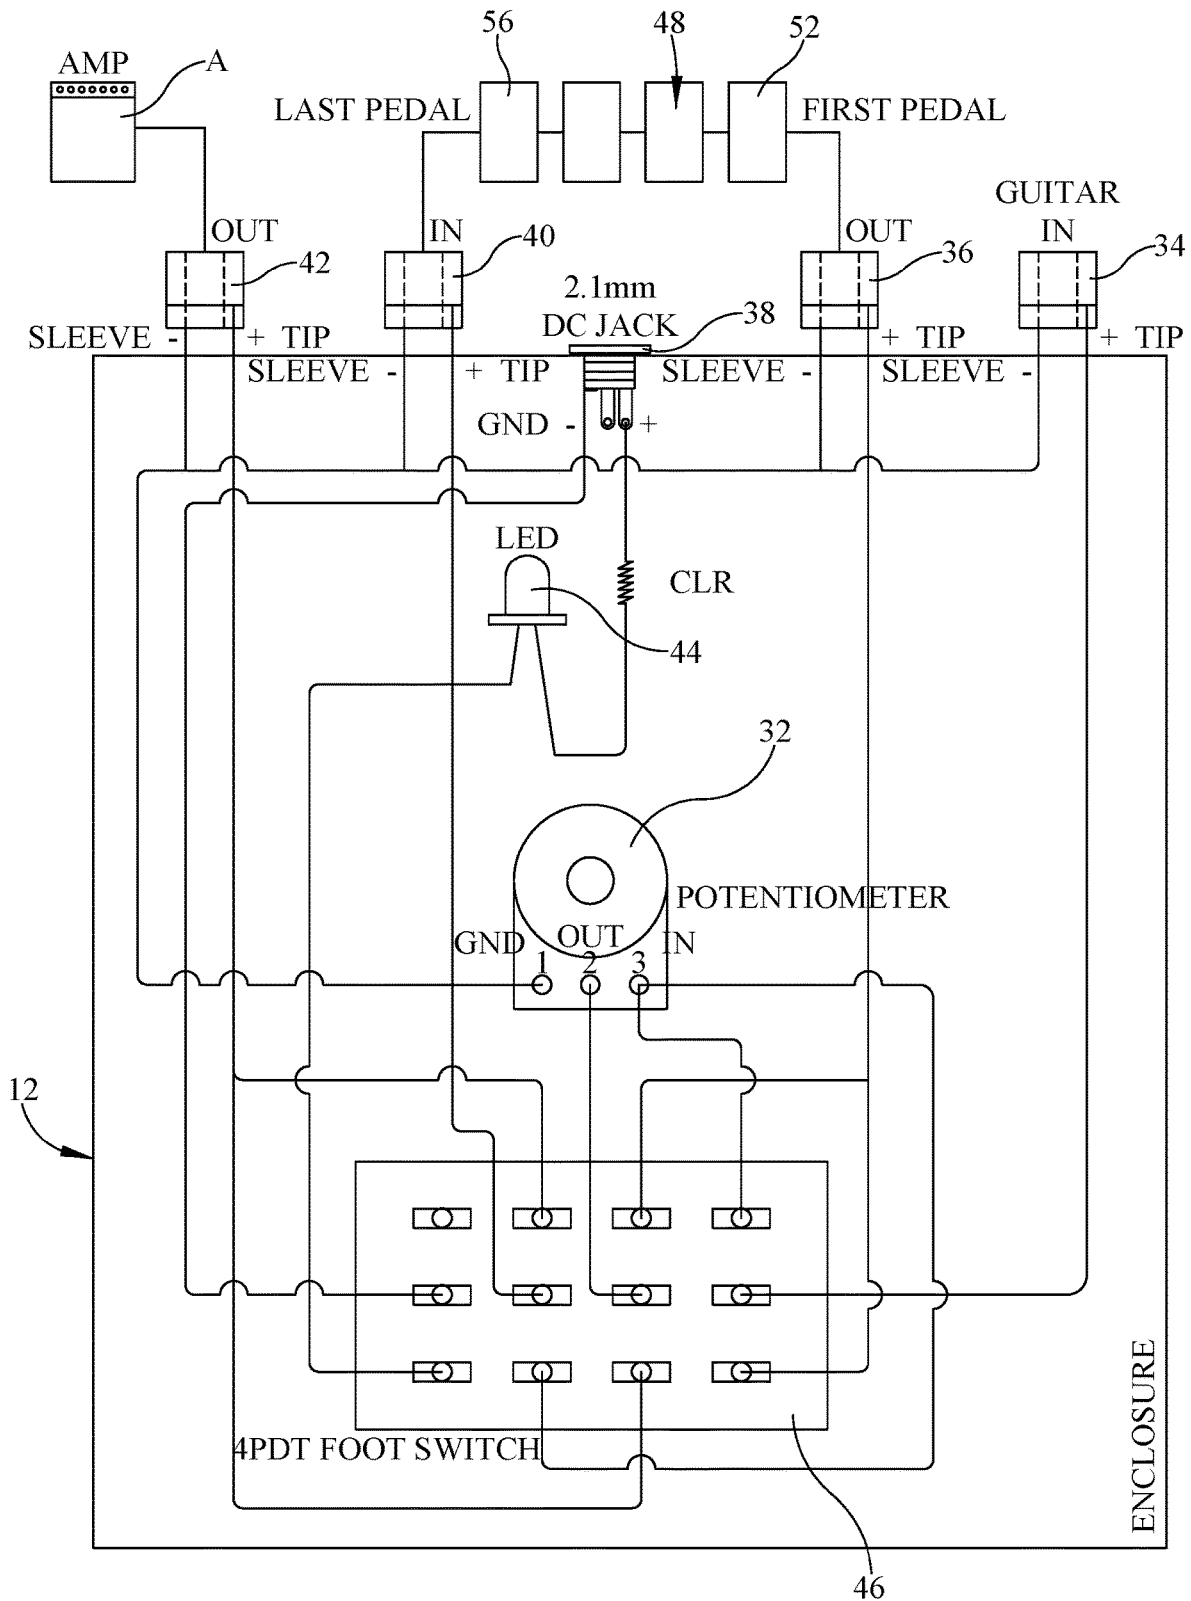 56
48
52
AMP
A
LAST PEDAL
FIRST PEDAL
GUITAR
OUT
IN
OUT
IN
42
40
36
34
2.1mm
DC JACK
38
SLEEVE -
+ TIP
+ TIP
+ TIP
SLEEVE -
+ TIP
SLEEVE -
SLEEVE -
GND -
+
LED
CLR
44
32
POTENTIOMETER
GND
OUT
IN
1
2
3
12
4PDT FOOT SWITCH
ENCLOSURE
46